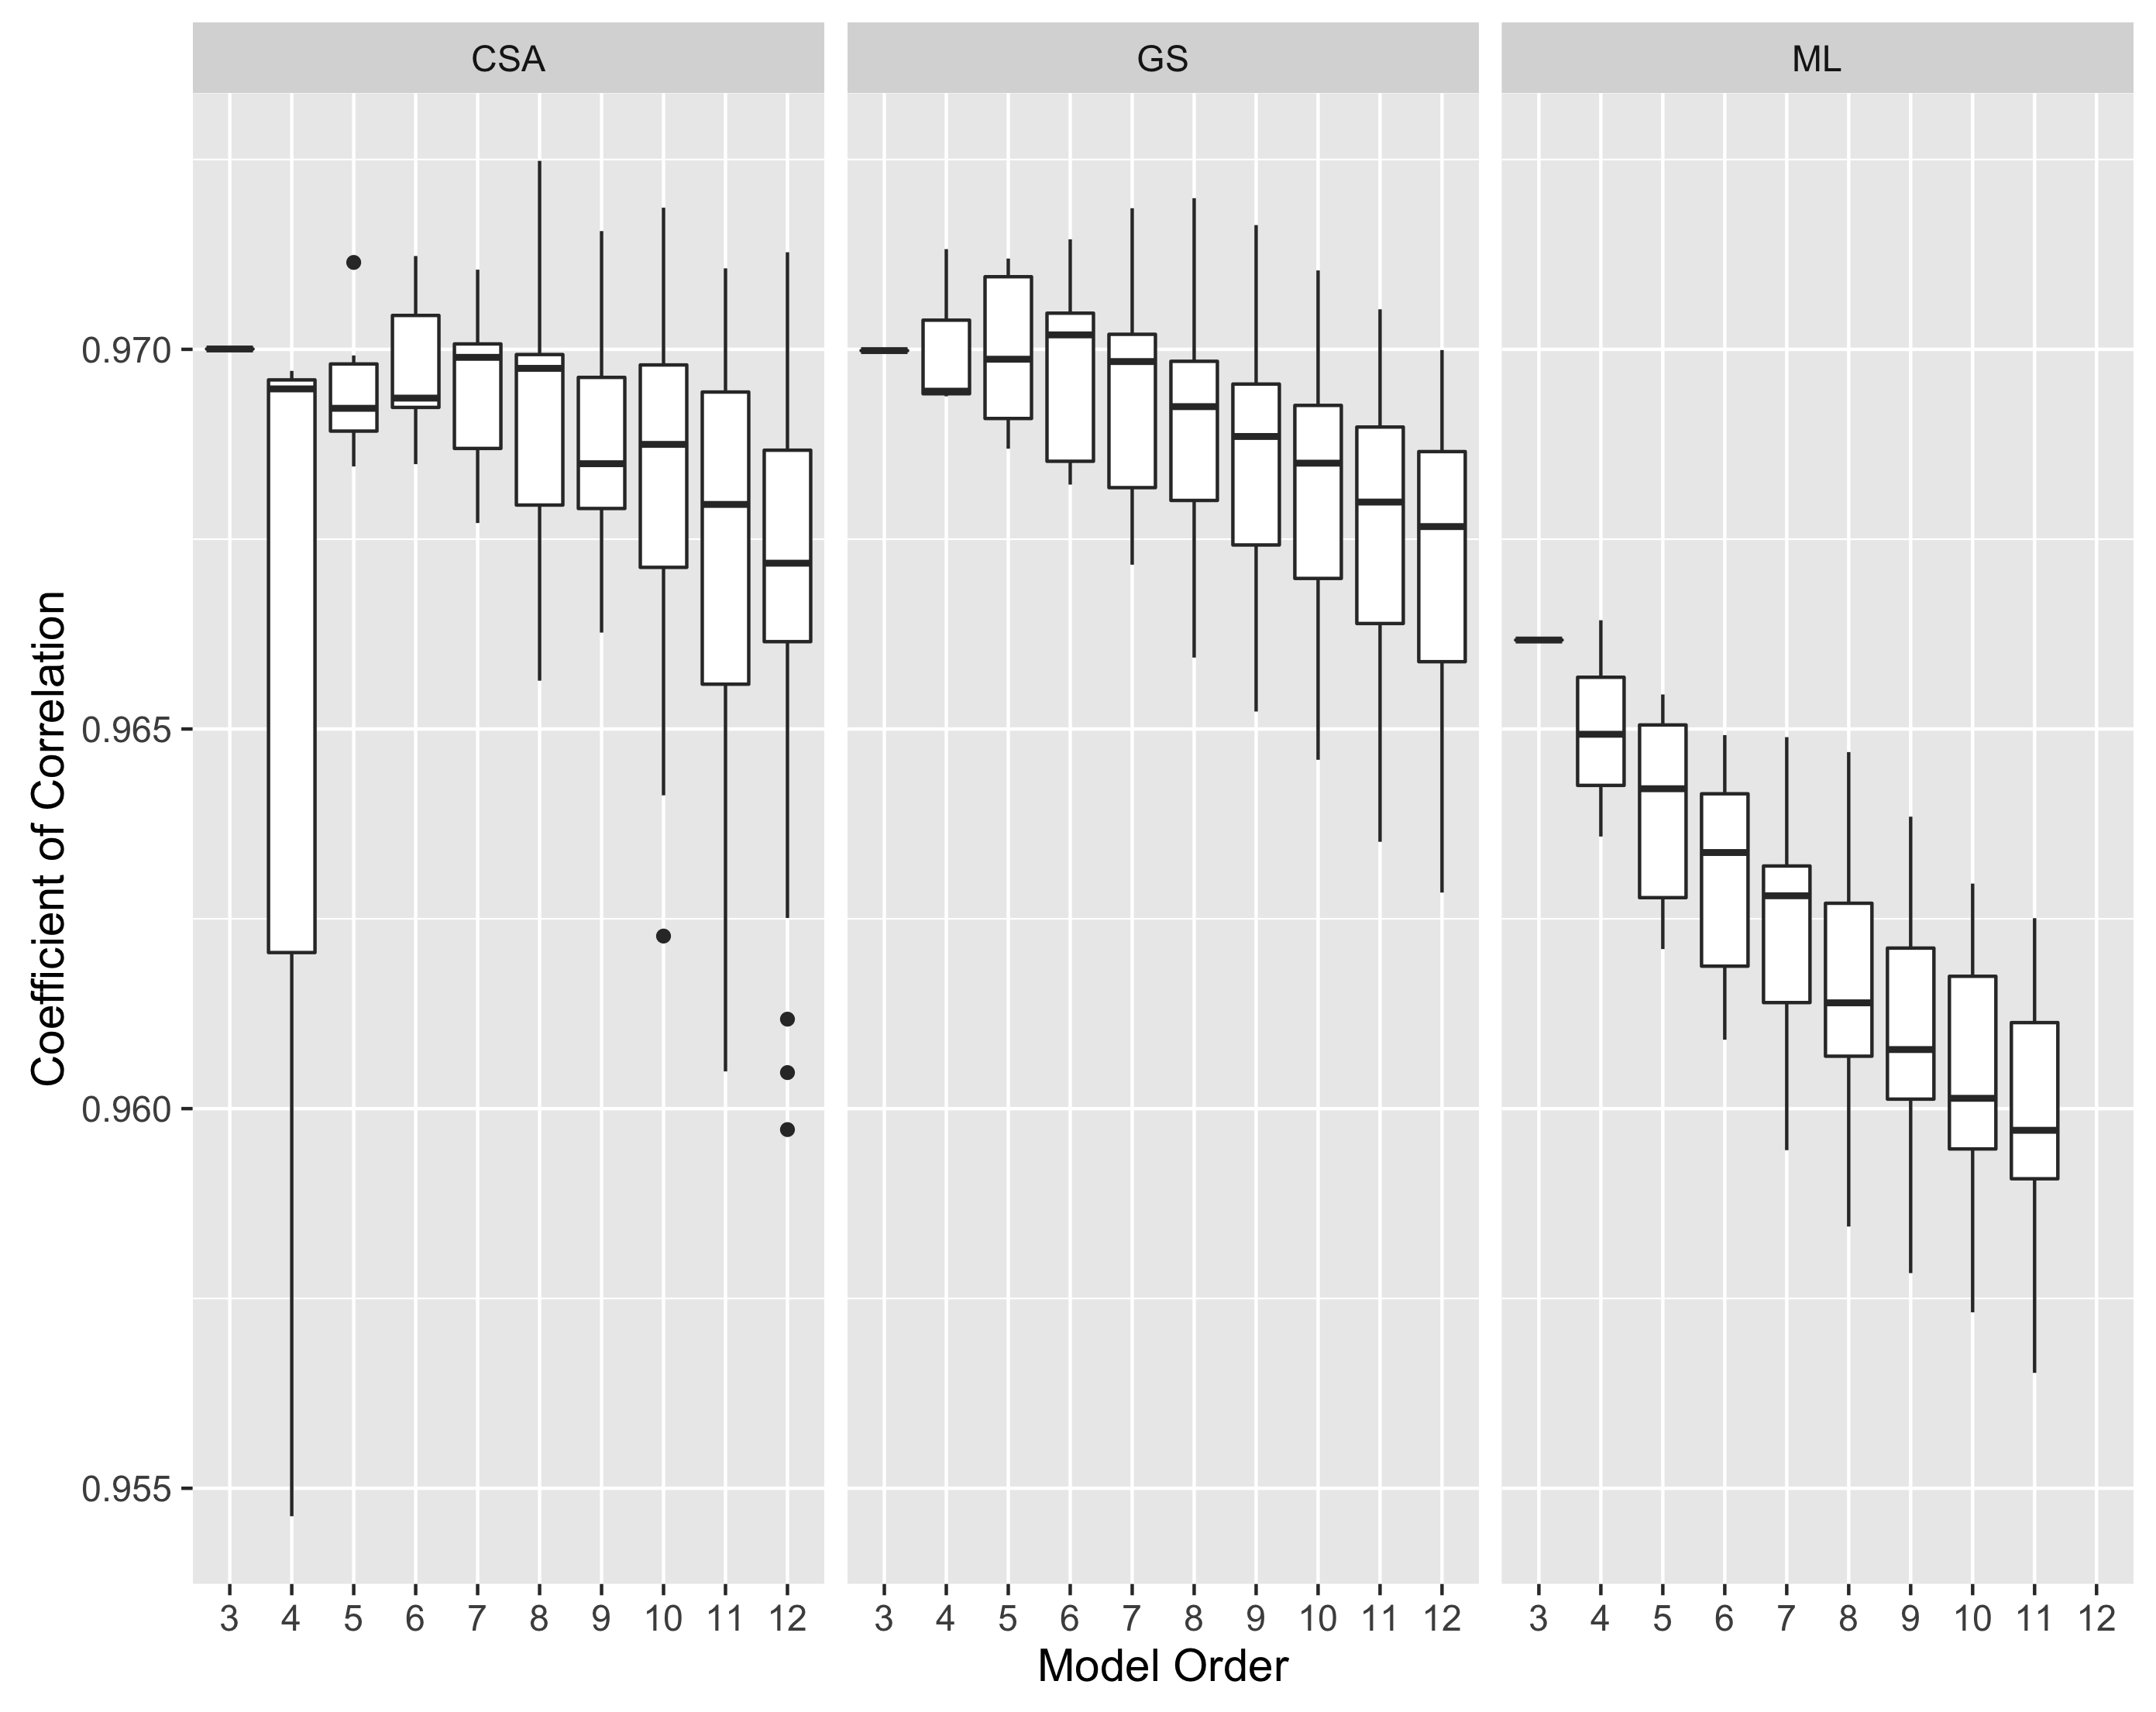 CSA GS ML
Coefficient of Correlation
0.970
0.965
0.960
0.955
3 4 5 6 7 8 9 10 11 12 3 4 5 6 7 8 9 10 11 12 3 4 5 6 7 8 9 10 11 12
Model Order